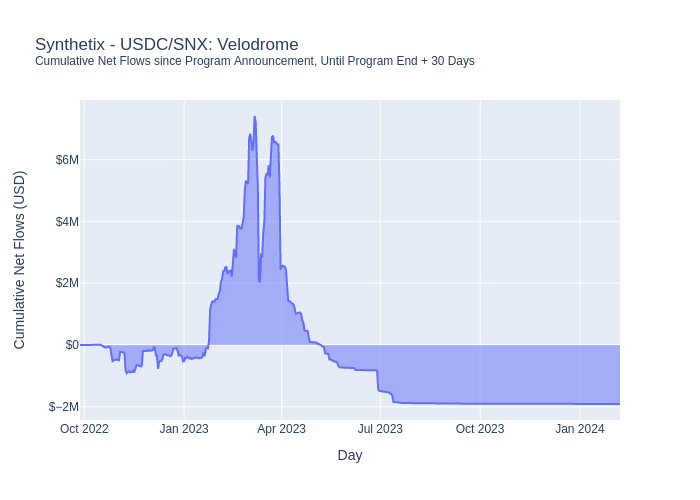 Synthetix - USDC/SNX: Velodrome
Cumulative Net Flows since Program Announcement, Until Program End + 30 Days
Cumulative Net Flows (USD)
$6M
$4M
$2M
$0
$−2M
Oct 2022
Jan 2023
Apr 2023
Jul 2023
Oct 2023
Jan 2024
Day